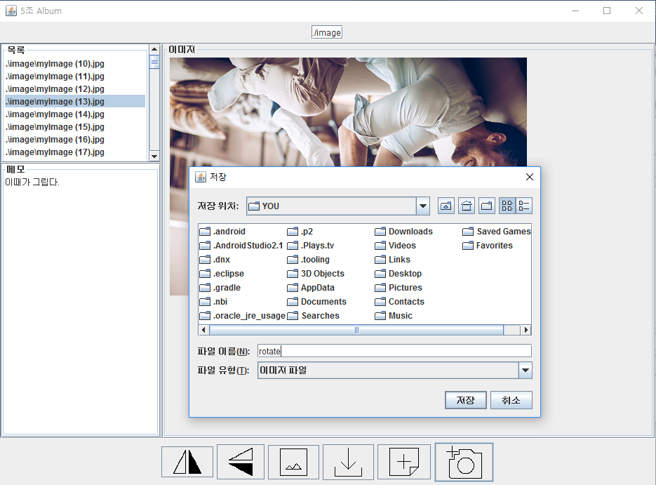 5조 Album
./image
목록
이미지
.\image\myImage (10).jpg
.\image\myImage (11).jpg
.\image\myImage (12).jpg
.\image\myImage (13).jpg
.\image\myImage (14).jpg
.\image\myImage (15).jpg
.\image\myImage (16).jpg
.\image\myImage (17).jpg
메모
이때가 그립다.
저장
저장 위치: YOU
.android .p2 Downloads Saved Games
.AndroidStudio2.1 .Plays.tv Videos Favorites
.dnx .tooling Links
.eclipse 3D Objects Desktop
.gradle AppData Pictures
.nbi Documents Contacts
.oracle_jre_usage Searches Music
파일 이름(N): rotate
파일 유형(T): 이미지 파일
저장 취소